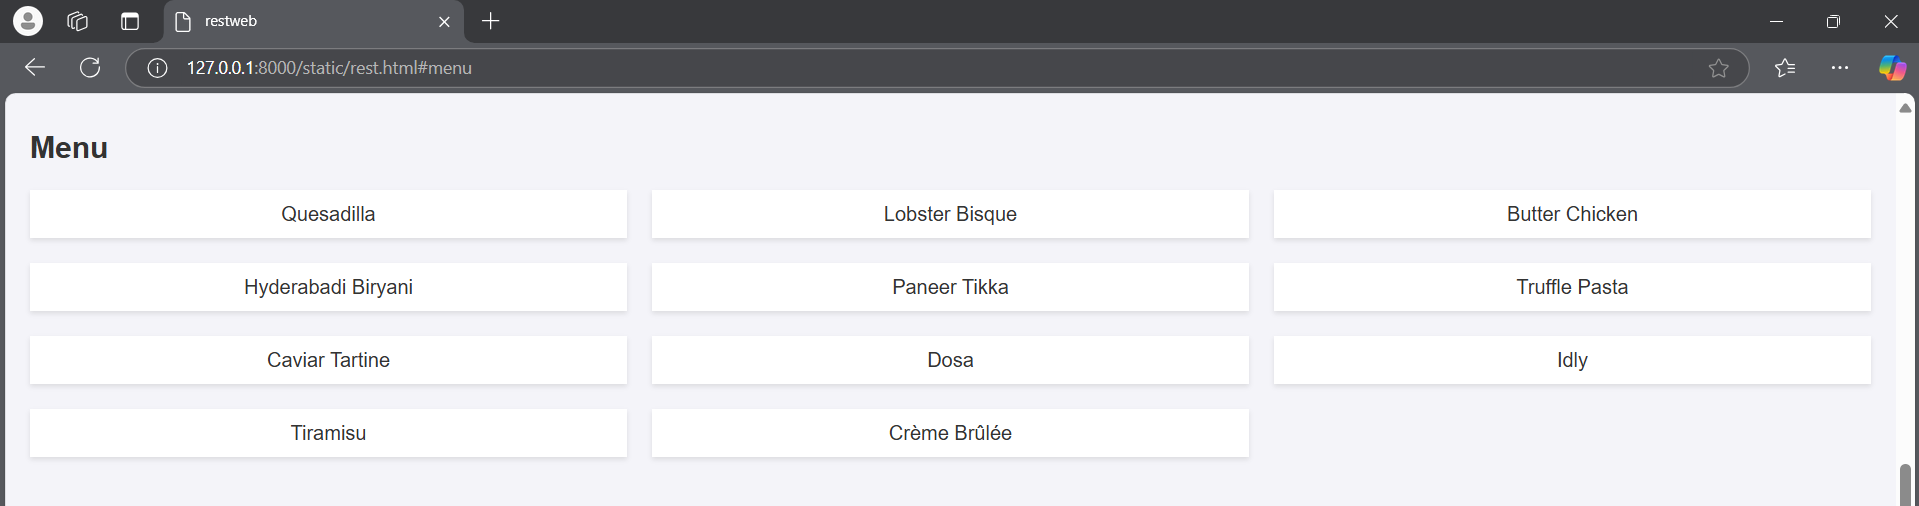 restweb
127.0.0.1:8000/static/rest.html#menu
Menu
Quesadilla Lobster Bisque Butter Chicken
Hyderabadi Biryani Paneer Tikka Truffle Pasta
Caviar Tartine Dosa Idly
Tiramisu Crème Brûlée